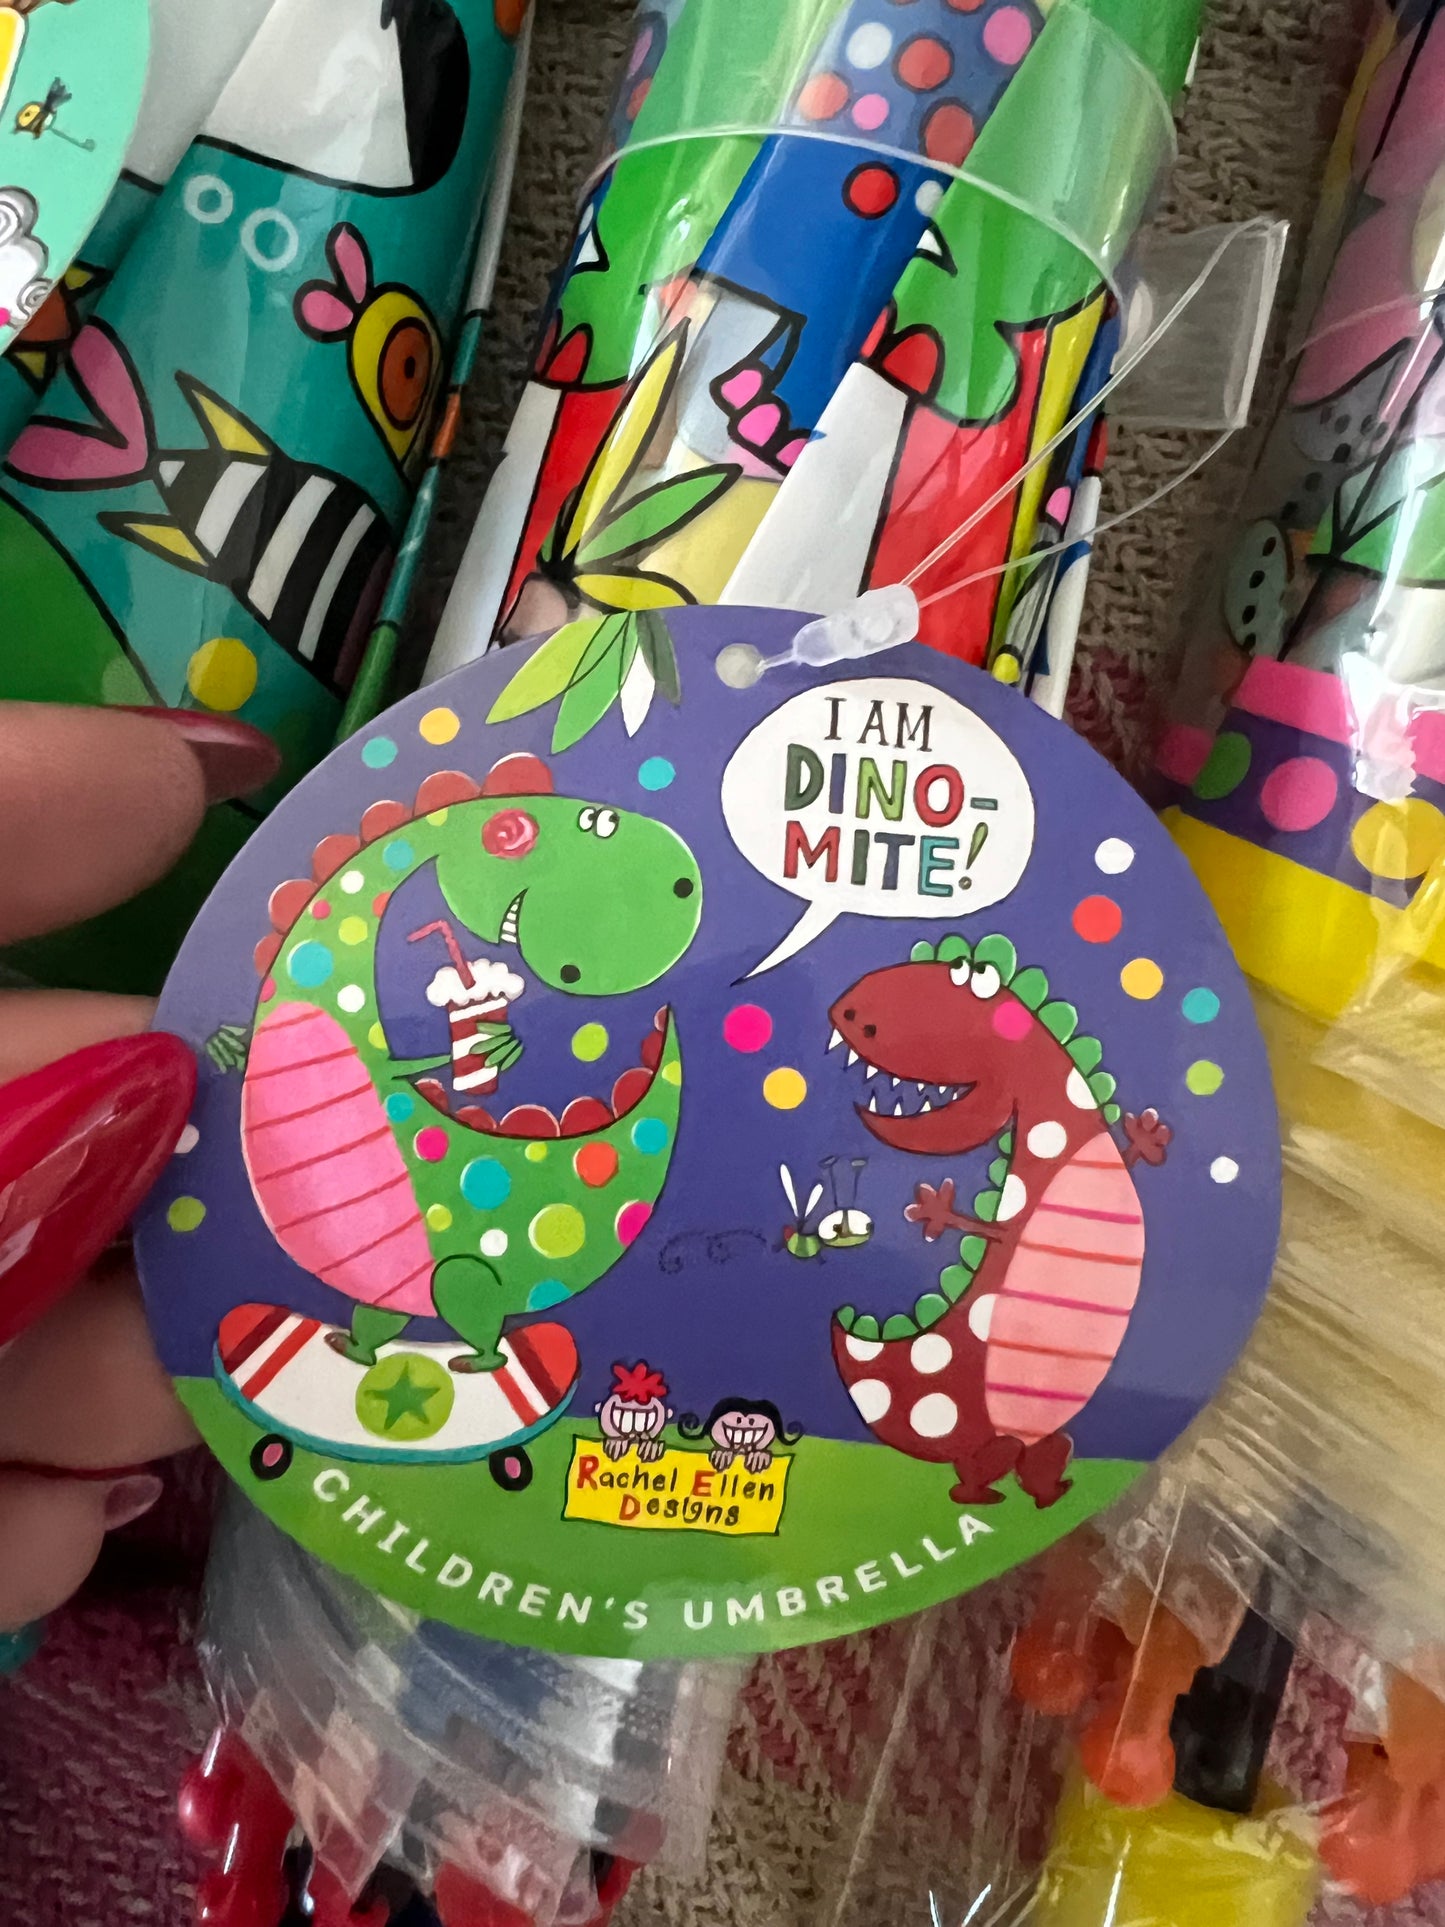 I AM
DINO-
MITE!
Rachel Ellen
Designs
CHILDREN'S UMBRELLA